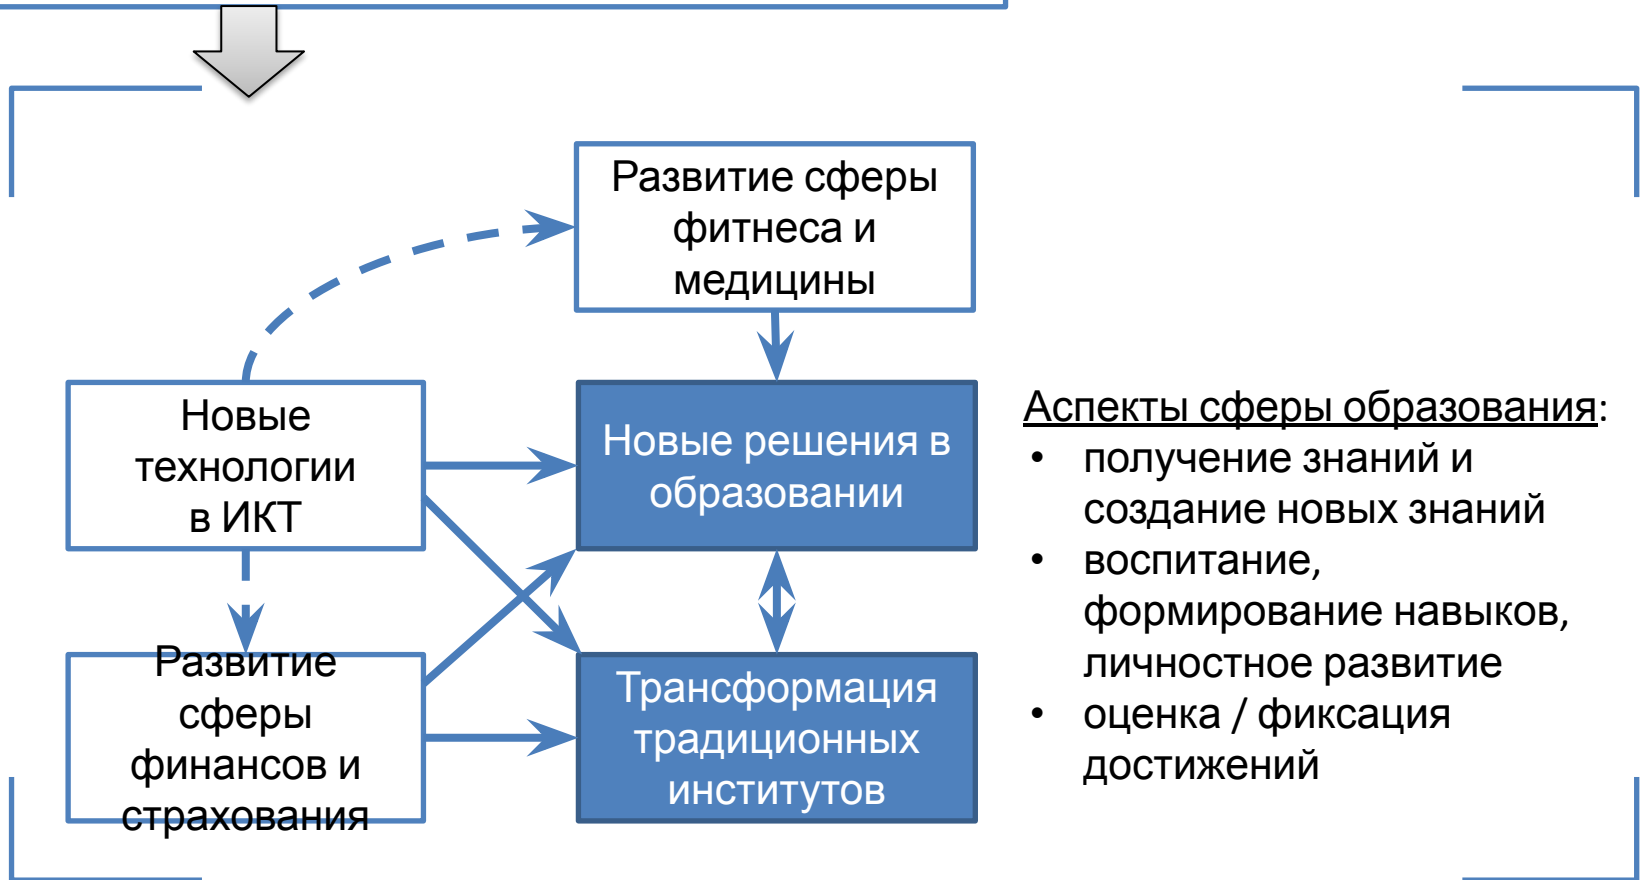 Развитие сферы
фитнеса и
медицины
Новые
технологии
в ИКТ
Новые решения в
образовании
Развитие
сферы
финансов и
страхования
Трансформация
традиционных
институтов
Аспекты сферы образования:
• получение знаний и
создание новых знаний
• воспитание,
формирование навыков,
личностное развитие
• оценка / фиксация
достижений